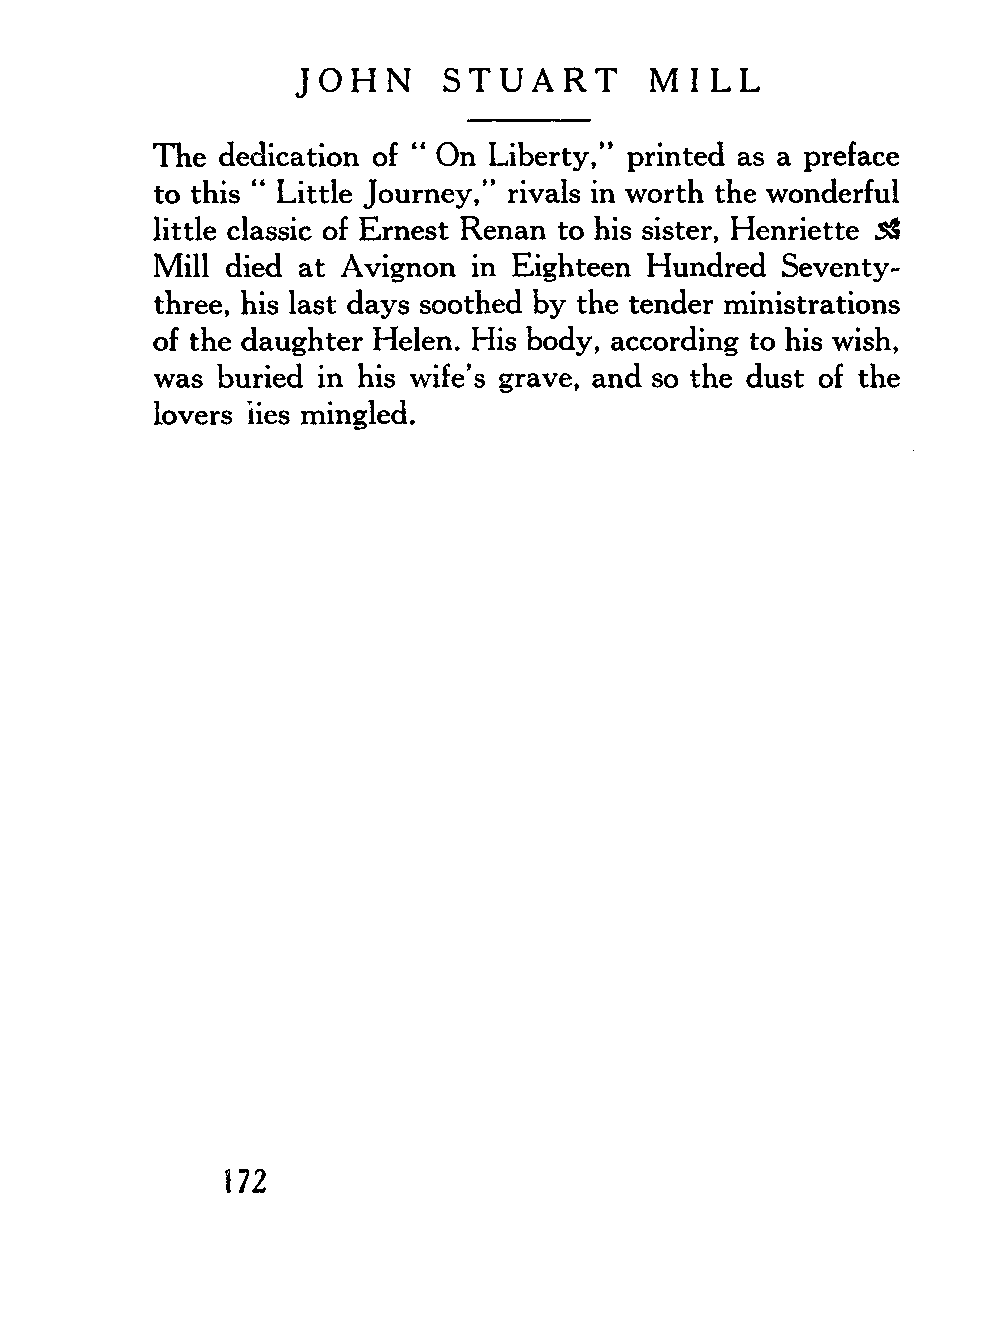 JOHN STUART MILL
The dedication of “ On Liberty,” printed as a preface
to this “ Little Journey,” rivals in worth the wonderful
little classic of Ernest Renan to his sister, Henriette
Mill died at Avignon in Eighteen Hundred Seventy-
three, his last days soothed by the tender ministrations
of the daughter Helen. His body, according to his wish,
was buried in his wife's grave, and so the dust of the
lovers lies mingled.
172